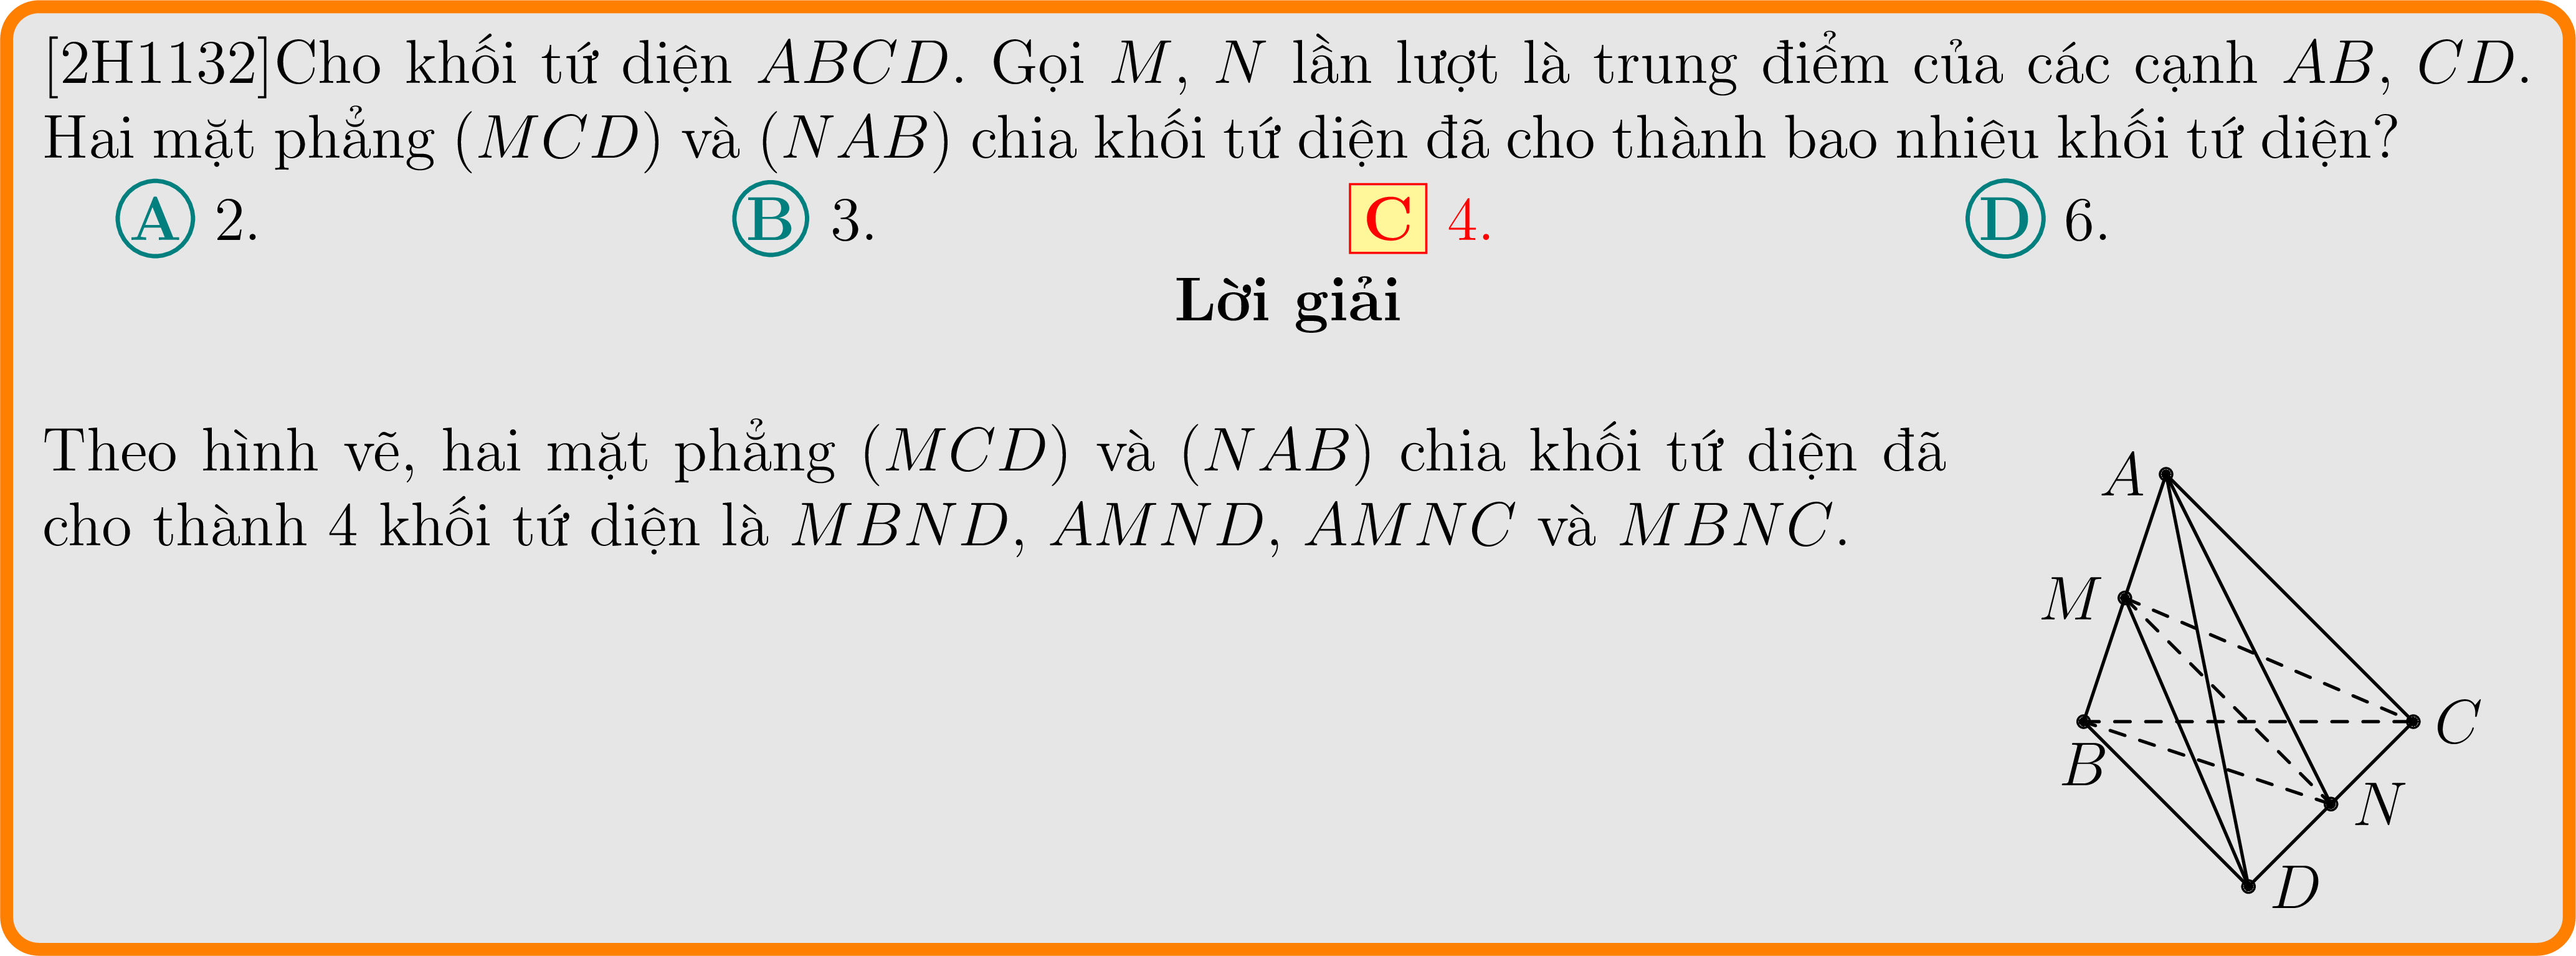 [2H1132]Cho khối tứ diện ABCD. Gọi M, N lần lượt là trung điểm của các cạnh AB, CD.
Hai mặt phẳng (MCD) và (NAB) chia khối tứ diện đã cho thành bao nhiêu khối tứ diện?
A 2. B 3. C 4. D 6.
Lời giải
Theo hình vẽ, hai mặt phẳng (MCD) và (NAB) chia khối tứ diện đã
cho thành 4 khối tứ diện là MBND, AMND, AMNC và MBNC.
A
M
C
B
N
D